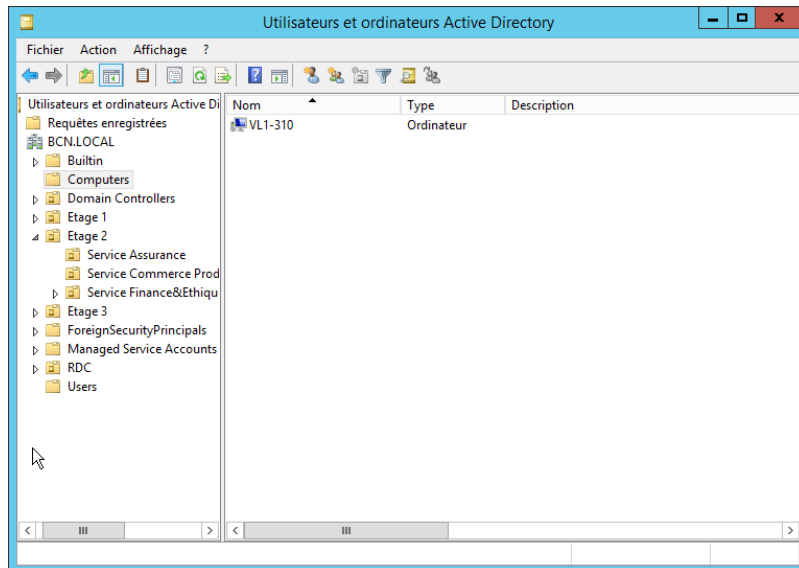 Utilisateurs et ordinateurs Active Directory
Fichier Action Affichage ?
Utilisateurs et ordinateurs Active Di
Requêtes enregistrées
BCN.LOCAL
Builtin
Computers
Domain Controllers
Etage 1
Etage 2
Service Assurance
Service Commerce Prod
Service Finance&Ethiqu
Etage 3
ForeignSecurityPrincipals
Managed Service Accounts
RDC
Users
Nom Type Description
VL1-310 Ordinateur